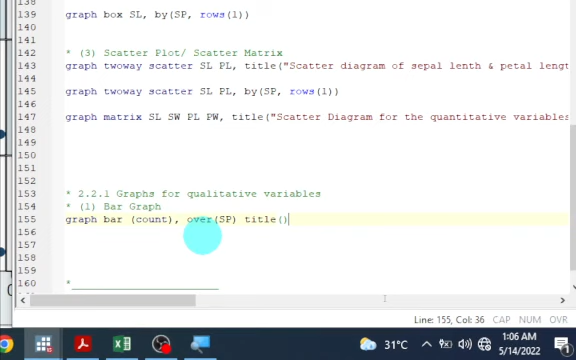 138
139
graph box SL, by(SP, rows(1))
140
141
142
* (3) Scatter Plot/ Scatter Matrix
143
graph twoway scatter SL PL, title("Scatter diagram of sepal lenth & petal lengt
144
145
graph twoway scatter SL PL, by(SP, rows(1))
146
147
graph matrix SL SW PL PW, title("Scatter Diagram for the quantitative variables
148
149
150
151
152
153
* 2.2.1 Graphs for qualitative variables
154
* (1) Bar Graph
155
graph bar (count), over(SP) title()
156
157
158
159
160
*
Line: 155, Col: 36 CAP NUM OVR
31°C
1:06 AM
5/14/2022
1